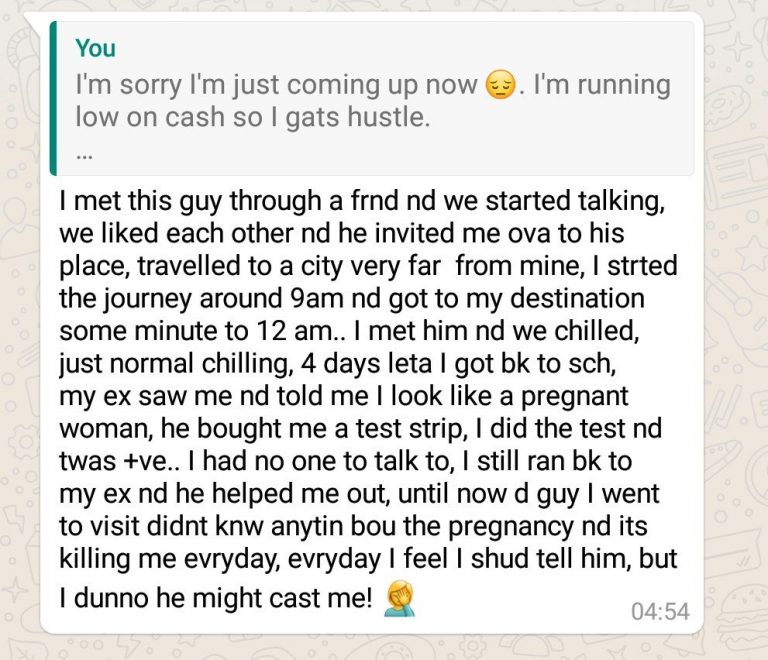 You
I'm sorry I'm just coming up now 😔. I'm running
low on cash so I gats hustle.
...
I met this guy through a frnd nd we started talking,
we liked each other nd he invited me ova to his
place, travelled to a city very far  from mine, I strted
the journey around 9am nd got to my destination
some minute to 12 am.. I met him nd we chilled,
just normal chilling, 4 days leta I got bk to sch,
my ex saw me nd told me I look like a pregnant
woman, he bought me a test strip, I did the test nd
twas +ve.. I had no one to talk to, I still ran bk to
my ex nd he helped me out, until now d guy I went
to visit didnt knw anytin bou the pregnancy nd its
killing me evryday, evryday I feel I shud tell him, but
I dunno he might cast me! 🤦
04:54